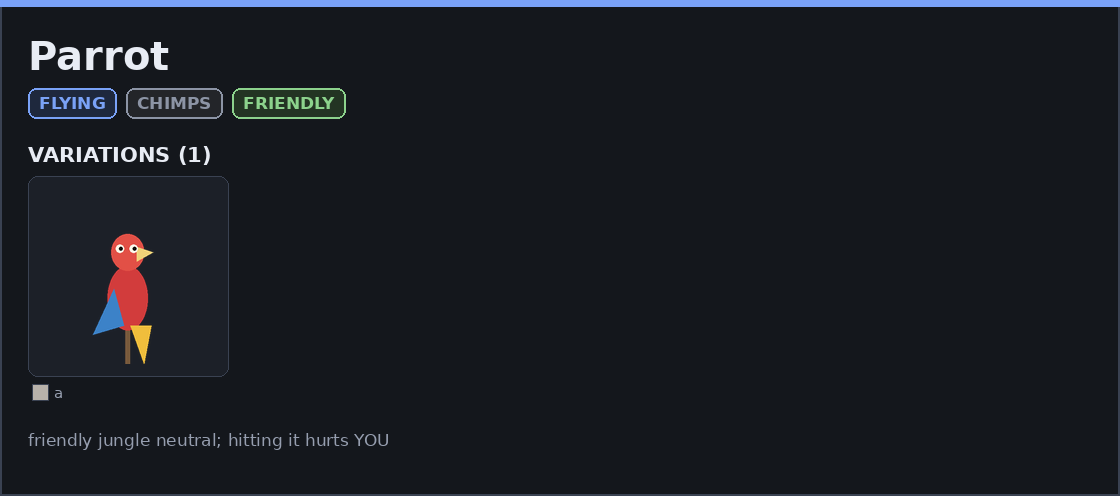 Parrot
FLYING CHIMPS FRIENDLY
VARIATIONS (1)
a
friendly jungle neutral; hitting it hurts YOU